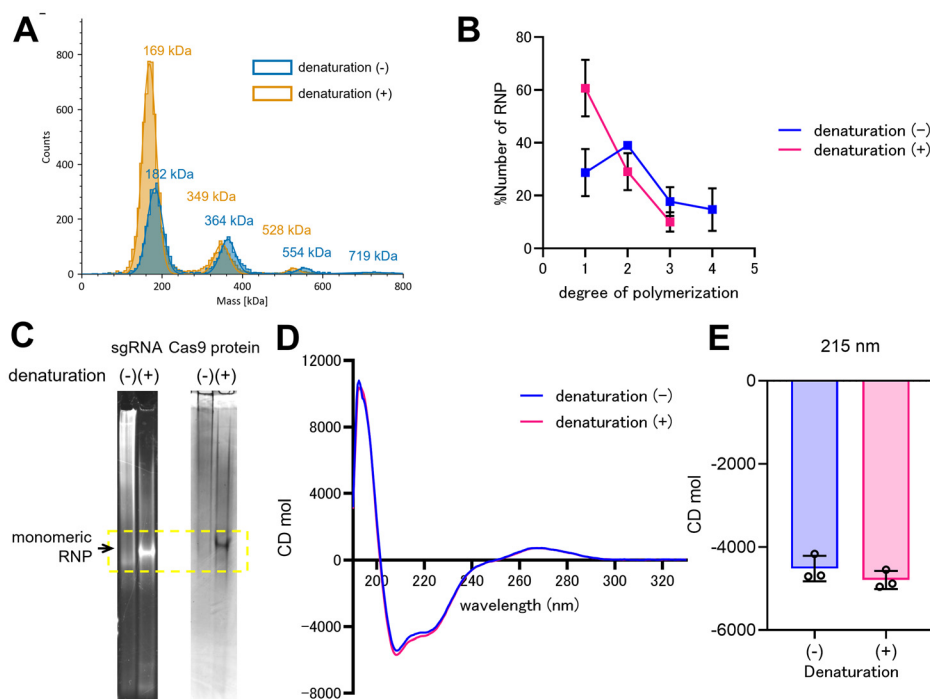 A
169 kDa
denaturation (-)
denaturation (+)
182 kDa
349 kDa
364 kDa
528 kDa
554 kDa
719 kDa
Counts
800
600
400
200
0
0 200 400 600 800
Mass [kDa]
B
%Number of RNP
80
60
40
20
0
0 1 2 3 4 5
degree of polymerization
denaturation (−)
denaturation (+)
C
sgRNA Cas9 protein
denaturation (-) (+) (-) (+)
monomeric
RNP
D
CD mol
12000
8000
4000
0
−4000
−8000
200 220 240 260 280 300 320
wavelength (nm)
denaturation (−)
denaturation (+)
E
215 nm
CD mol
0
-2000
-4000
-6000
(-) (+)
Denaturation